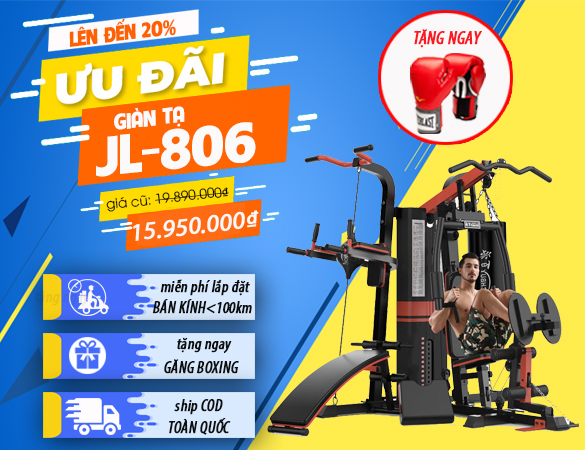 LÊN ĐẾN 20%
ƯU ĐÃI
GIÀN TẠ
JL-806
giá cũ: 19.890.000₫
15.950.000₫
TẶNG NGAY
EVERLAST
miễn phí lắp đặt
BÁN KÍNH<100km
tặng ngay
GĂNG BOXING
ship COD
TOÀN QUỐC